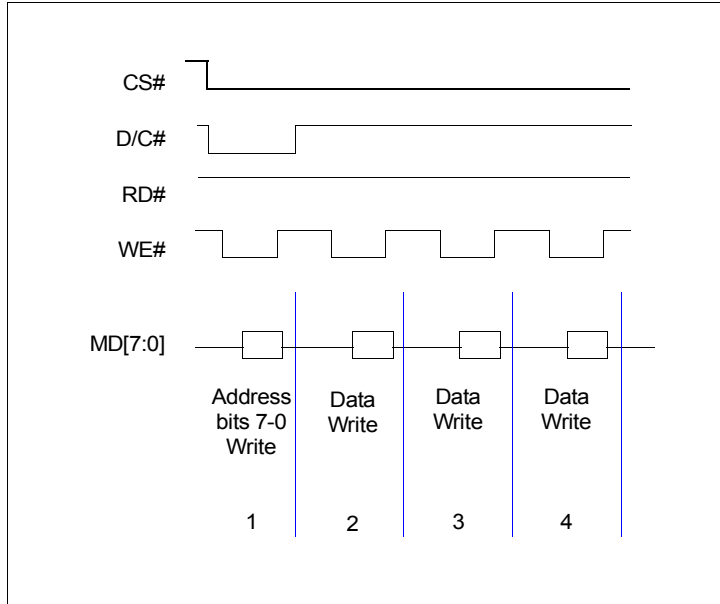 CS#
D/C#
RD#
WE#
MD[7:0]
Address
bits 7-0
Write
Data
Write
Data
Write
Data
Write
1
2
3
4